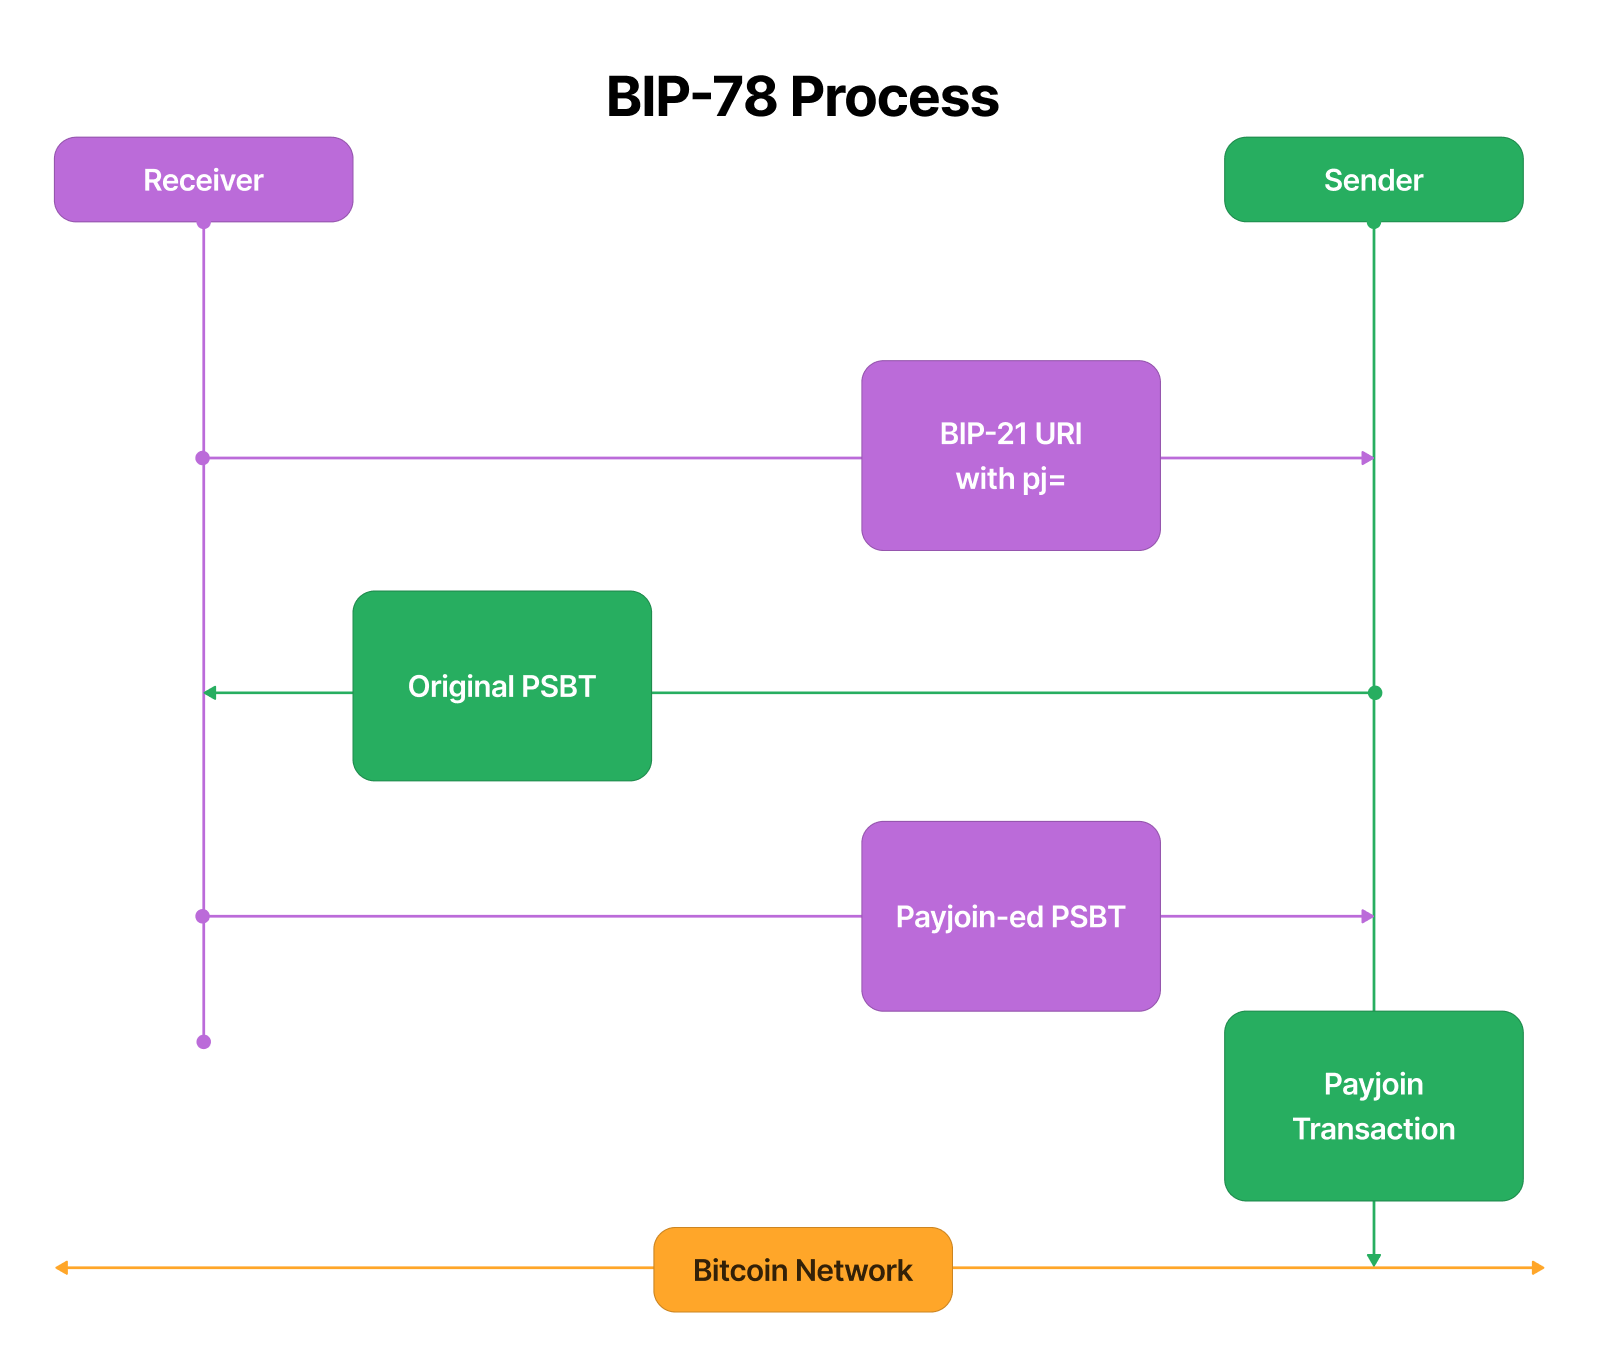 BIP-78 Process
Receiver
Sender
BIP-21 URI
with pj=
Original PSBT
Payjoin-ed PSBT
Payjoin
Transaction
Bitcoin Network